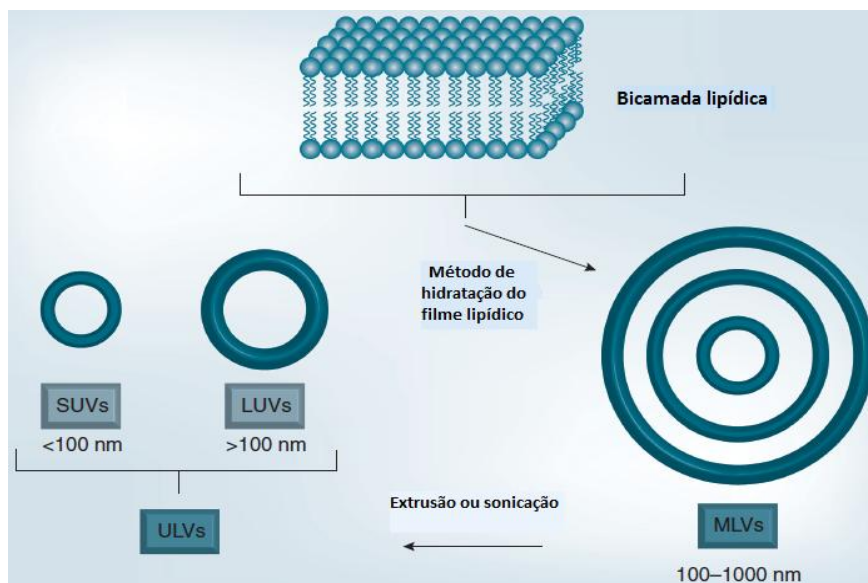 Bicamada lipídica
Método de
hidratação do
filme lipídico
SUVs
LUVs
<100 nm
>100 nm
ULVs
Extrusão ou sonicação
MLVs
100–1000 nm